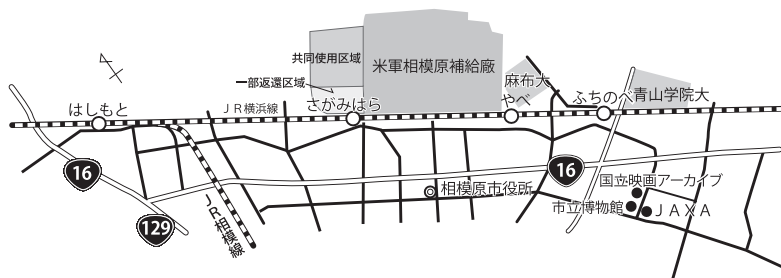 共同使用区域
米軍相模原補給廠
一部返還区域
麻布大
はしもと
JR横浜線
さがみはら
やべ
ふちのべ
青山学院大
16
16
国立映画アーカイブ
相模原市役所
市立博物館
JAXA
129
JR相模線